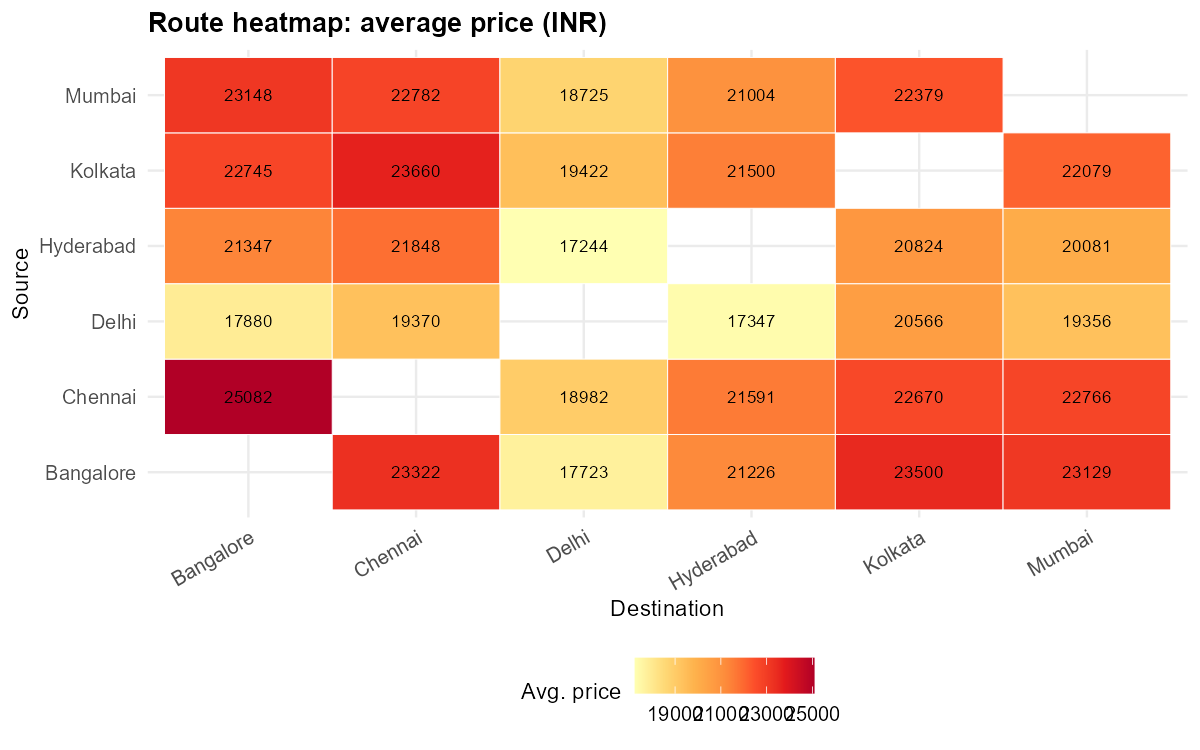 Route heatmap: average price (INR)
Mumbai 23148 22782 18725 21004 22379
Kolkata 22745 23660 19422 21500 22079
Hyderabad 21347 21848 17244 20824 20081
Delhi 17880 19370 17347 20566 19356
Chennai 25082 18982 21591 22670 22766
Bangalore 23322 17723 21226 23500 23129
Source
Bangalore Chennai Delhi Hyderabad Kolkata Mumbai
Destination
Avg. price
19000 21000 23000 25000